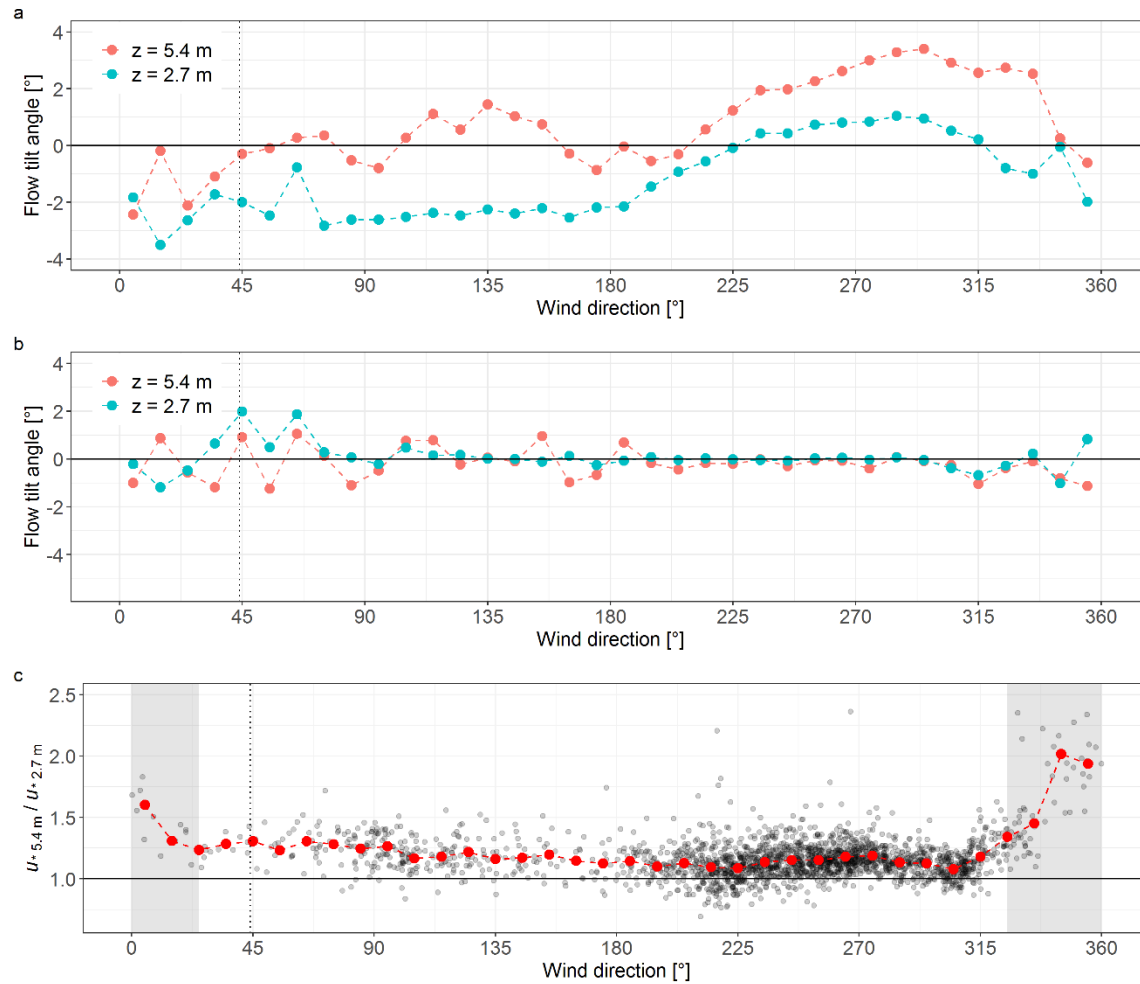 a
4
2
0
-2
-4
Flow tilt angle [°]
z = 5.4 m
z = 2.7 m
0 45 90 135 180 225 270 315 360
Wind direction [°]
b
4
2
0
-2
-4
Flow tilt angle [°]
z = 5.4 m
z = 2.7 m
0 45 90 135 180 225 270 315 360
Wind direction [°]
c
2.5
2.0
1.5
1.0
u* 5.4 m / u* 2.7 m
0 45 90 135 180 225 270 315 360
Wind direction [°]